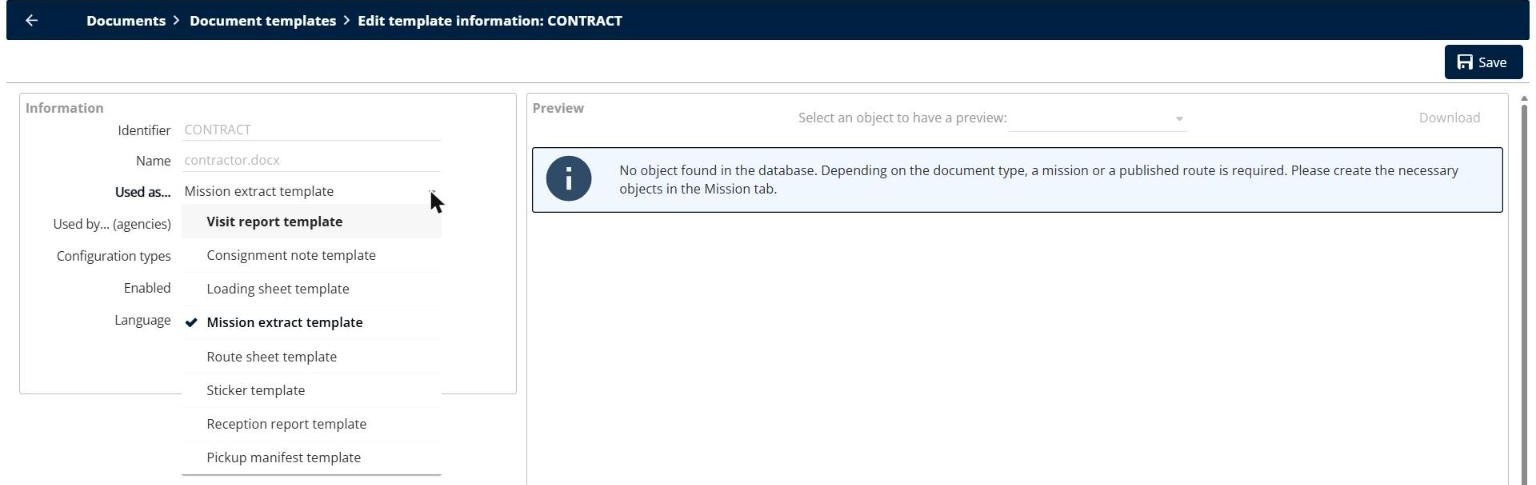 Documents > Document templates > Edit template information: CONTRACT
Save
Information
Identifier CONTRACT
Name contractor.docx
Used as... Mission extract template
Used by... (agencies)
Configuration types
Enabled
Language
Visit report template
Consignment note template
Loading sheet template
Mission extract template
Route sheet template
Sticker template
Reception report template
Pickup manifest template
Preview
Select an object to have a preview:
Download
No object found in the database. Depending on the document type, a mission or a published route is required. Please create the necessary
objects in the Mission tab.